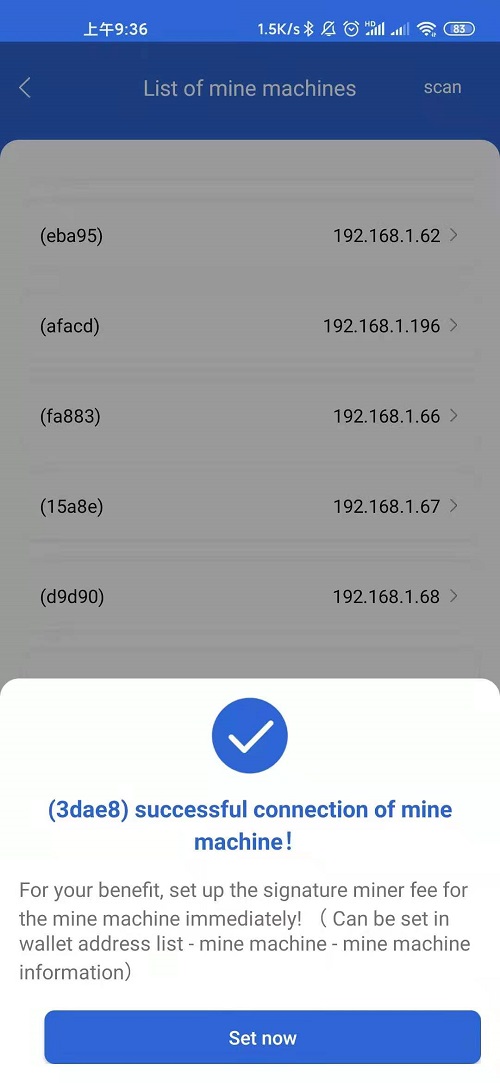 上午9:36 1.5K/s HD 83
List of mine machines scan
(eba95) 192.168.1.62
(afacd) 192.168.1.196
(fa883) 192.168.1.66
(15a8e) 192.168.1.67
(d9d90) 192.168.1.68
(3dae8) successful connection of mine
machine！
For your benefit, set up the signature miner fee for
the mine machine immediately! （ Can be set in
wallet address list - mine machine - mine machine
information）
Set now